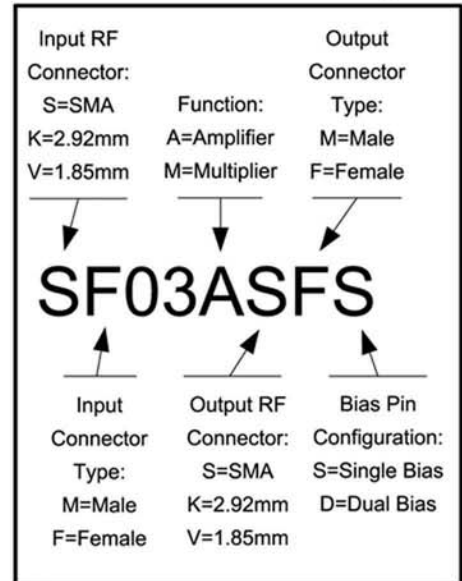 Input RF
Connector:
S=SMA
K=2.92mm
V=1.85mm
Function:
A=Amplifier
M=Multiplier
Output
Connector
Type:
M=Male
F=Female
SF03ASFS
Input
Connector
Type:
M=Male
F=Female
Output RF
Connector:
S=SMA
K=2.92mm
V=1.85mm
Bias Pin
Configuration:
S=Single Bias
D=Dual Bias